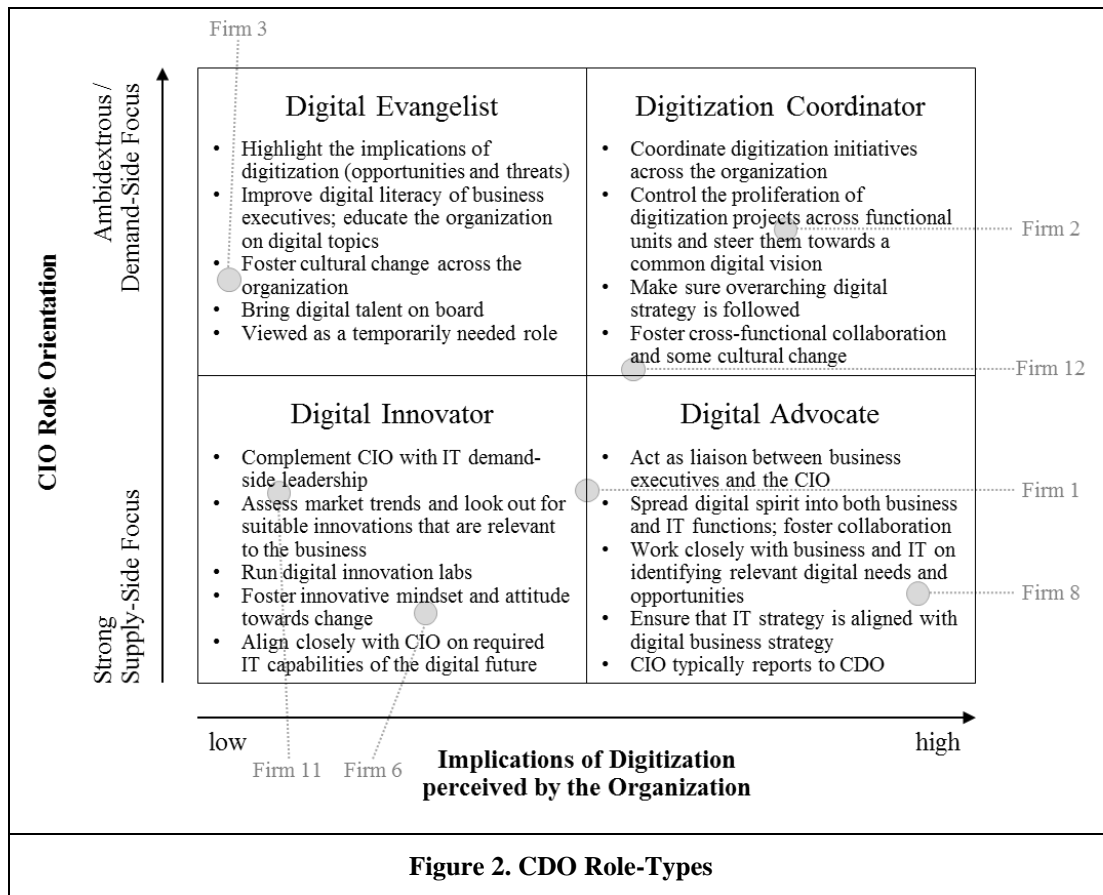 Firm 3
CIO Role Orientation
Ambidextrous /
Demand-Side Focus
Strong
Supply-Side Focus
Digital Evangelist
• Highlight the implications of
digitization (opportunities and threats)
• Improve digital literacy of business
executives; educate the organization
on digital topics
• Foster cultural change across the
organization
• Bring digital talent on board
• Viewed as a temporarily needed role
Digitization Coordinator
• Coordinate digitization initiatives
across the organization
• Control the proliferation of
digitization projects across functional
units and steer them towards a
common digital vision
• Make sure overarching digital
strategy is followed
• Foster cross-functional collaboration
and some cultural change
Firm 2
Firm 12
Digital Innovator
• Complement CIO with IT demand-
side leadership
• Assess market trends and look out for
suitable innovations that are relevant
to the business
• Run digital innovation labs
• Foster innovative mindset and attitude
towards change
• Align closely with CIO on required
IT capabilities of the digital future
Digital Advocate
• Act as liaison between business
executives and the CIO
• Spread digital spirit into both business
and IT functions; foster collaboration
• Work closely with business and IT on
identifying relevant digital needs and
opportunities
• Ensure that IT strategy is aligned with
digital business strategy
• CIO typically reports to CDO
Firm 1
Firm 8
low
high
Firm 11
Firm 6
Implications of Digitization
perceived by the Organization
Figure 2. CDO Role-Types